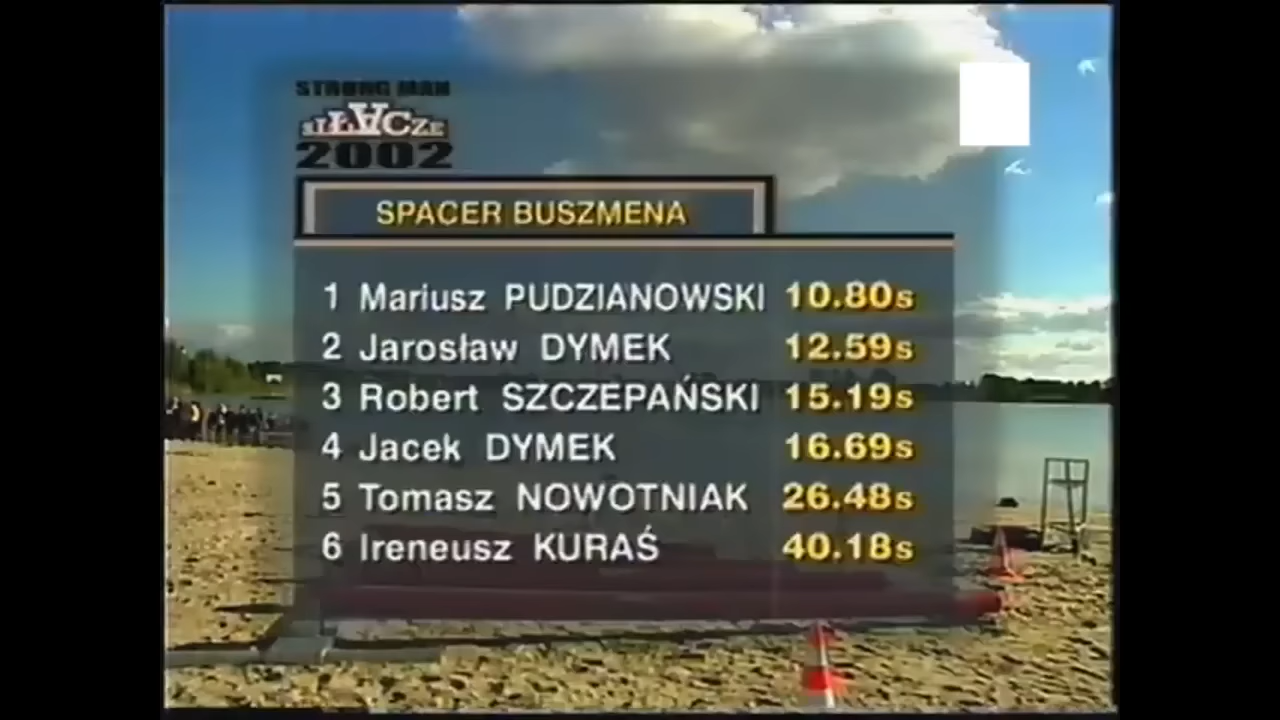 STRONG MAN
SIŁACZE
2002
SPACER BUSZMENA
1 Mariusz PUDZIANOWSKI 10.80s
2 Jarosław DYMEK 12.59s
3 Robert SZCZEPAŃSKI 15.19s
4 Jacek DYMEK 16.69s
5 Tomasz NOWOTNIAK 26.48s
6 Ireneusz KURAŚ 40.18s